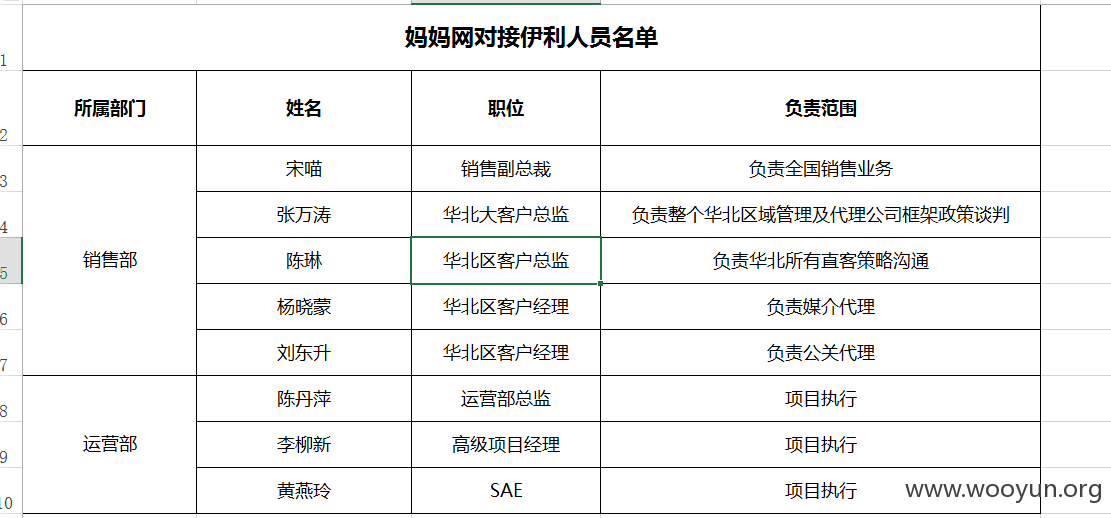 妈妈网对接伊利人员名单
1
所属部门 姓名 职位 负责范围
2
宋喵 销售副总裁 负责全国销售业务
3
张万涛 华北大客户总监 负责整个华北区域管理及代理公司框架政策谈判
4
销售部 陈琳 华北区客户总监 负责华北所有直客策略沟通
5
杨晓蒙 华北区客户经理 负责媒介代理
6
刘东升 华北区客户经理 负责公关代理
7
陈丹萍 运营部总监 项目执行
8
运营部 李柳新 高级项目经理 项目执行
9
黄燕玲 SAE 项目执行 www.wooyun.org
10